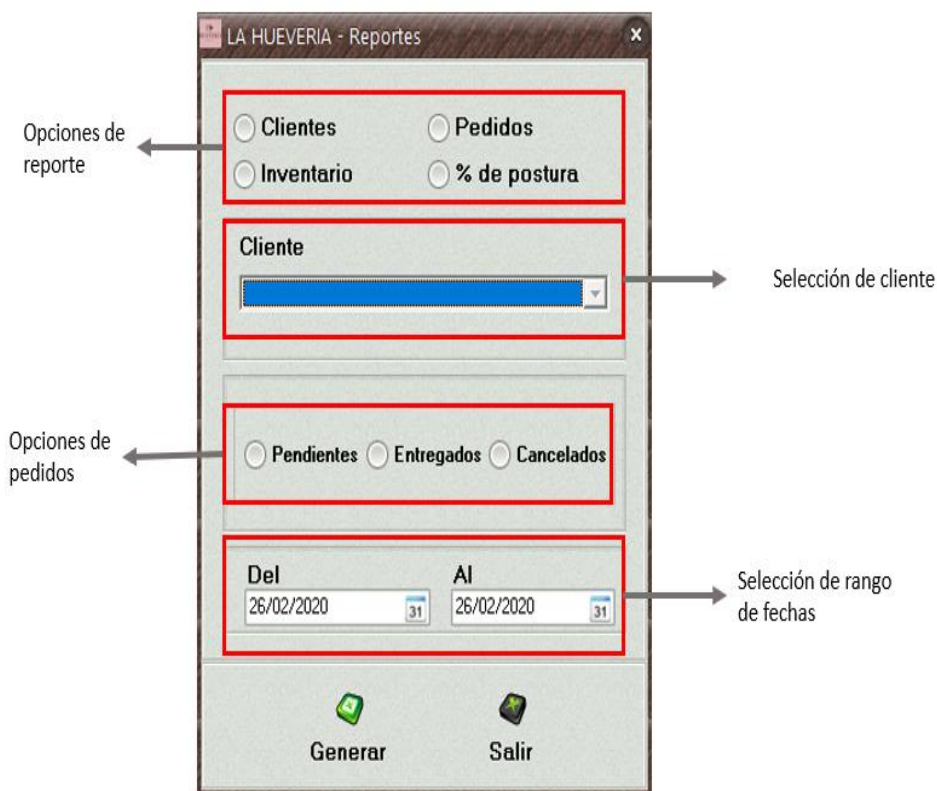 LA HUEVERIA - Reportes
Opciones de
reporte
Clientes Pedidos
Inventario % de postura
Cliente
Selección de cliente
Opciones de
pedidos
Pendientes Entregados Cancelados
Del Al
26/02/2020 31 26/02/2020 31
Selección de rango
de fechas
Generar Salir